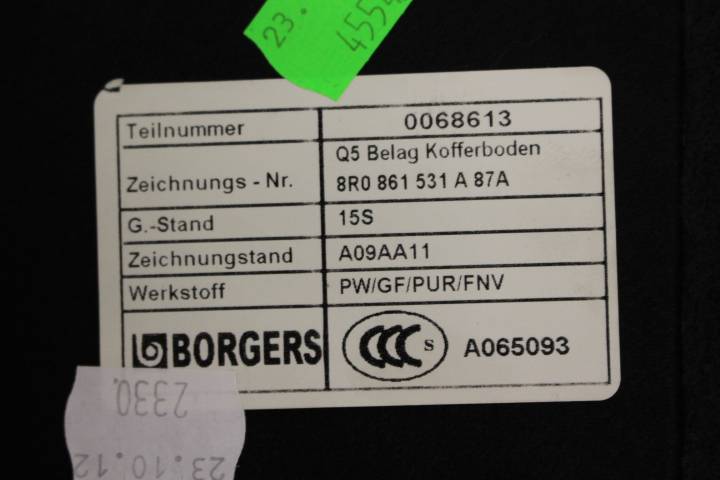 23.
4554
Teilnummer 0068613
Zeichnungs - Nr. Q5 Belag Kofferboden
8R0 861 531 A 87A
G.-Stand 15S
Zeichnungstand A09AA11
Werkstoff PW/GF/PUR/FNV
BORGERS CCC S A065093
2330.
23.10.12